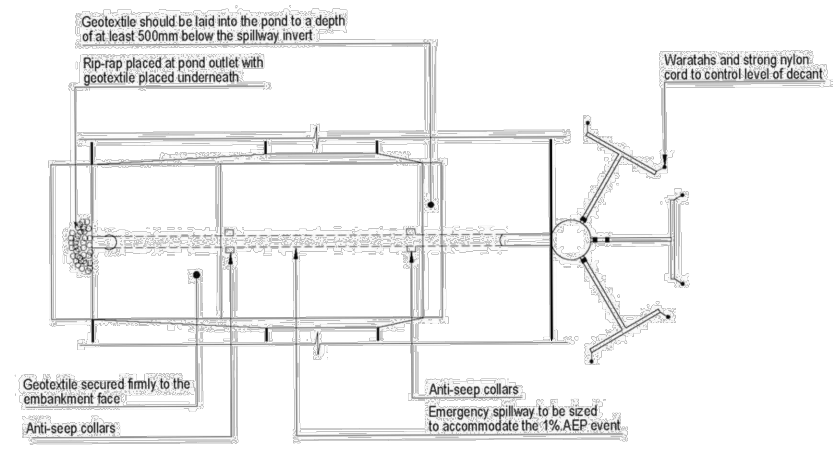 Geotextile should be laid into the pond to a depth
of at least 500mm below the spillway invert
Rip-rap placed at pond outlet with
geotextile placed underneath
Waratahs and strong nylon
cord to control level of decant
Geotextile secured firmly to the
embankment face
Anti-seep collars
Anti-seep collars
Emergency spillway to be sized
to accommodate the 1% AEP event